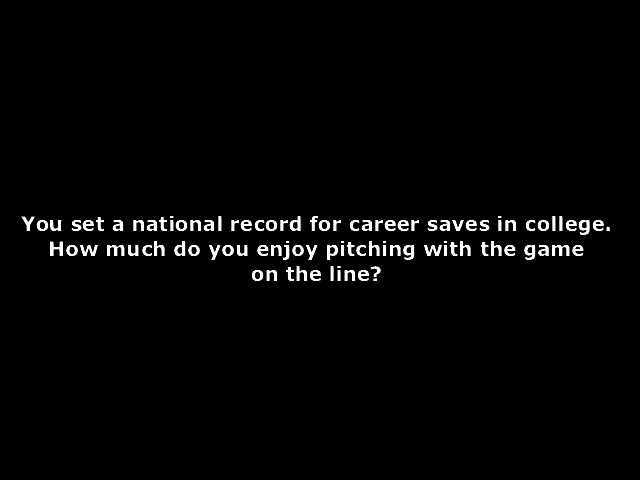 You set a national record for career saves in college.
How much do you enjoy pitching with the game
on the line?